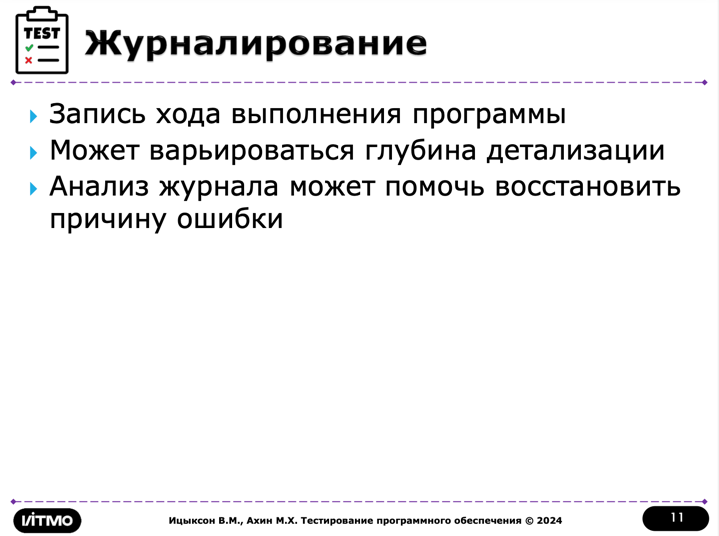 TEST
Журналирование
Запись хода выполнения программы
Может варьироваться глубина детализации
Анализ журнала может помочь восстановить
причину ошибки
ИТМО
Ицыксон В.М., Ахин М.Х. Тестирование программного обеспечения © 2024
11